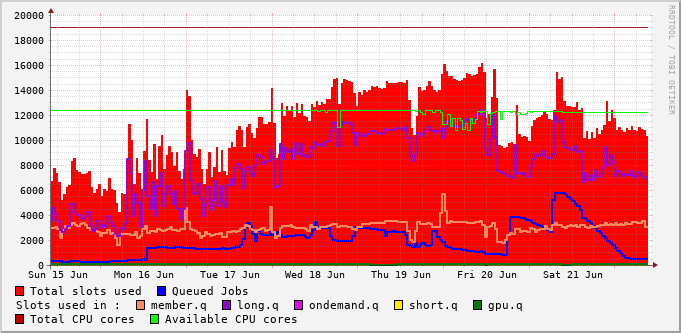 20000
18000
16000
14000
12000
10000
8000
6000
4000
2000
0
Sun 15 Jun Mon 16 Jun Tue 17 Jun Wed 18 Jun Thu 19 Jun Fri 20 Jun Sat 21 Jun
Total slots used Queued Jobs
Slots used in : member.q long.q ondemand.q short.q gpu.q
Total CPU cores Available CPU cores
RRDTOOL / TOBI OETIKER